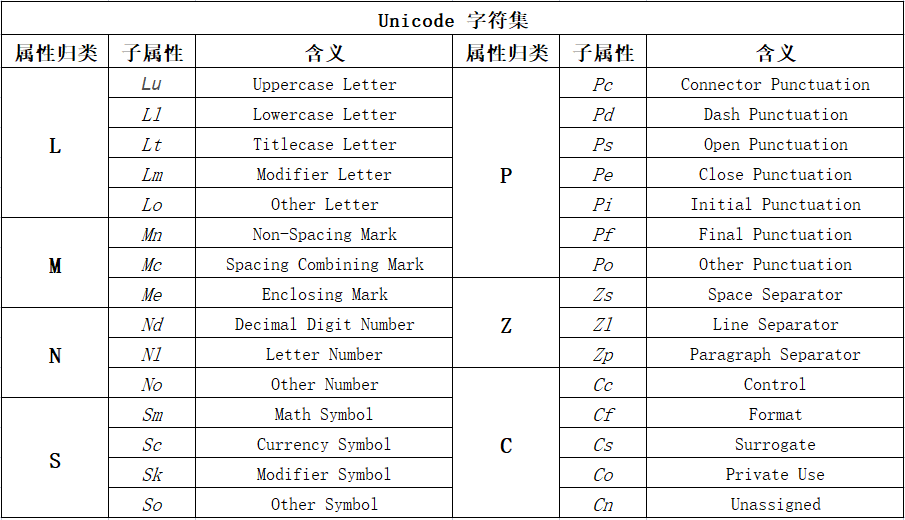 Unicode 字符集
属性归类 子属性 含义 属性归类 子属性 含义
L Lu Uppercase Letter P Pc Connector Punctuation
Ll Lowercase Letter Pd Dash Punctuation
Lt Titlecase Letter Ps Open Punctuation
Lm Modifier Letter Pe Close Punctuation
Lo Other Letter Pi Initial Punctuation
M Mn Non-Spacing Mark Pf Final Punctuation
Mc Spacing Combining Mark Po Other Punctuation
Me Enclosing Mark Z Zs Space Separator
N Nd Decimal Digit Number Zl Line Separator
Nl Letter Number Zp Paragraph Separator
No Other Number C Cc Control
S Sm Math Symbol Cf Format
Sc Currency Symbol Cs Surrogate
Sk Modifier Symbol Co Private Use
So Other Symbol Cn Unassigned